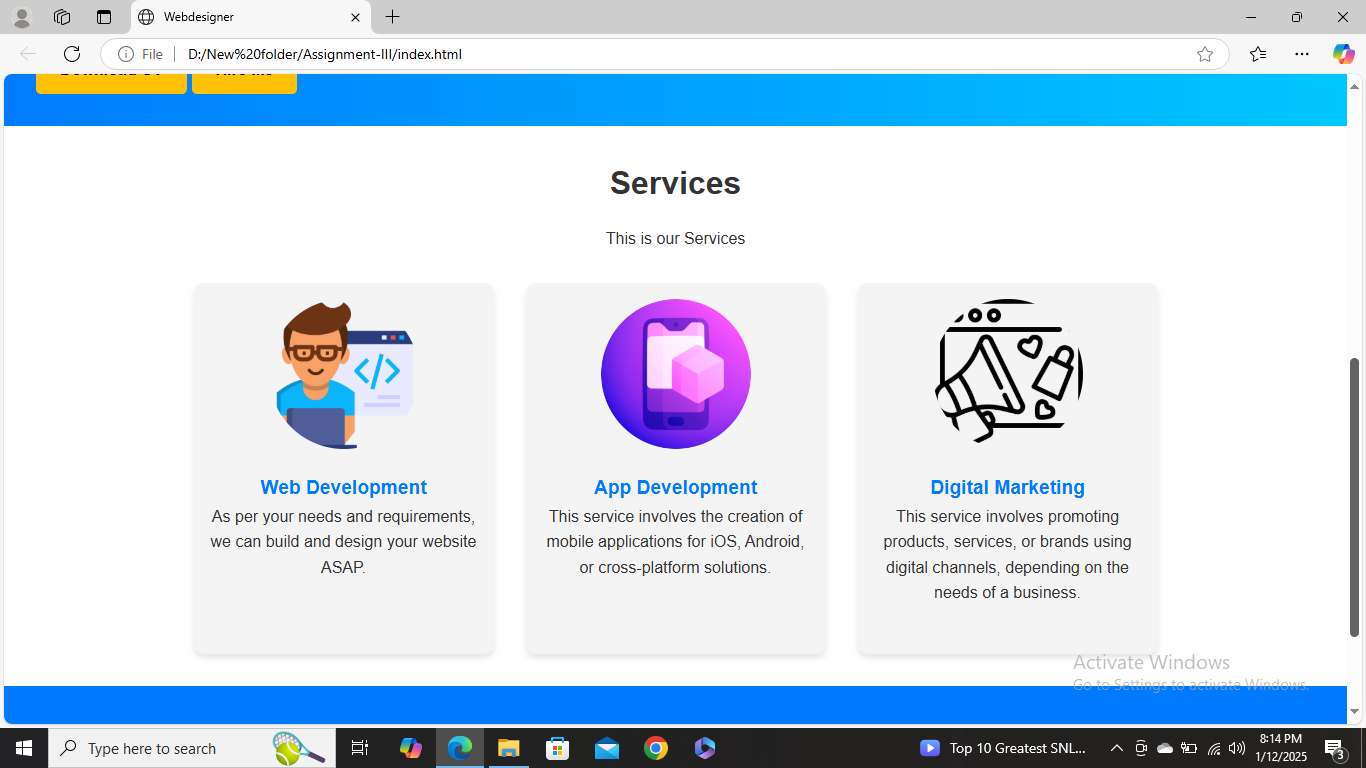 Webdesigner
File
D:/New%20folder/Assignment-III/index.html
Services
This is our Services
Web Development
As per your needs and requirements,
we can build and design your website
ASAP.
App Development
This service involves the creation of
mobile applications for iOS, Android,
or cross-platform solutions.
Digital Marketing
This service involves promoting
products, services, or brands using
digital channels, depending on the
needs of a business.
Activate Windows
Go to Settings to activate Windows.
Type here to search
Top 10 Greatest SNL...
8:14 PM
1/12/2025
3